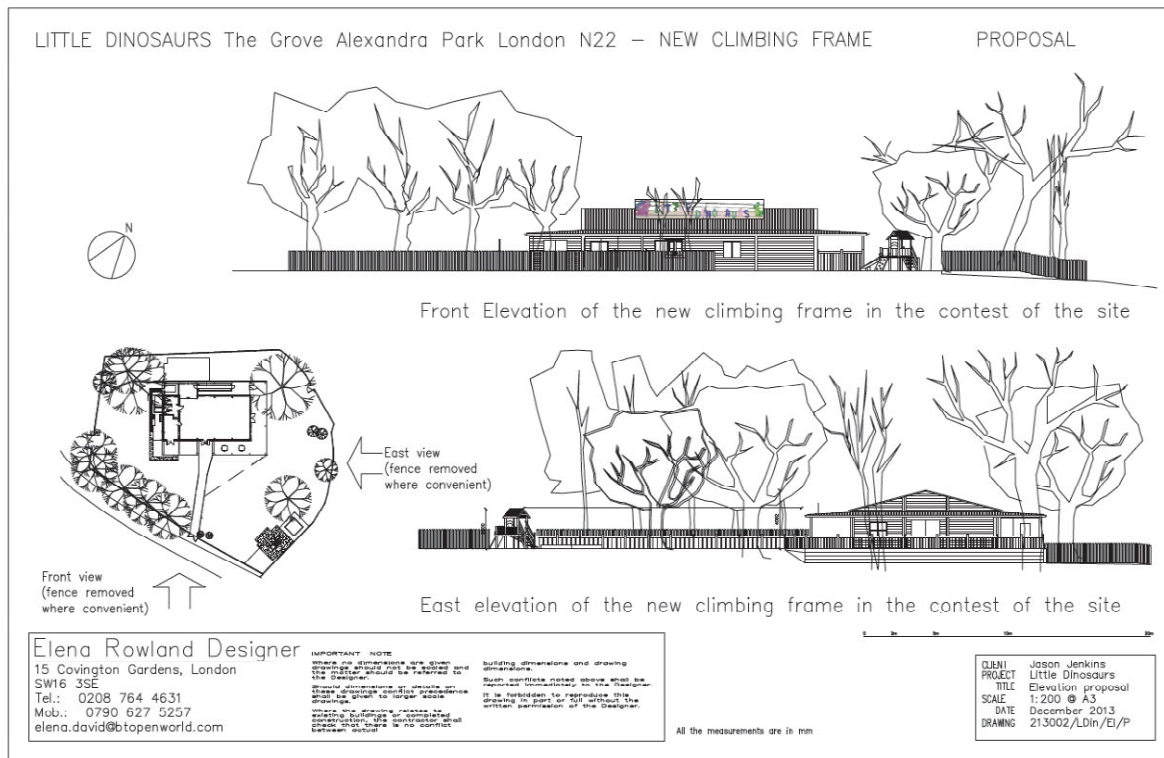 LITTLE DINOSAURS The Grove Alexandra Park London N22 – NEW CLIMBING FRAME PROPOSAL
N
Front Elevation of the new climbing frame in the contest of the site
East view
(fence removed
where convenient)
Front view
(fence removed
where convenient)
East elevation of the new climbing frame in the contest of the site
Elena Rowland Designer
15 Covington Gardens, London
SW16 3SE
Tel.: 0208 764 4631
Mob.: 0790 627 5257
elena.david@btopenworld.com
IMPORTANT NOTE
Where no dimensions are given
drawings should not be scaled and
the matter should be referred to
the Designer.
Should dimensions or details on
these drawings conflict precedence
shall be given to larger scale
drawings.
Where the drawing relates to
existing buildings or completed
construction, the contractor shall
check that there is no conflict
between actual
building dimensions and drawing
dimensions.
Such conflicts noted above shall be
reported immediately to the Designer.
It is forbidden to reproduce this
drawing in part or full without the
written permission of the Designer.
All the measurements are in mm
CLIENT Jason Jenkins
PROJECT Little Dinosaurs
TITLE Elevation proposal
SCALE 1:200 @ A3
DATE December 2013
DRAWING 213002/LDin/El/P